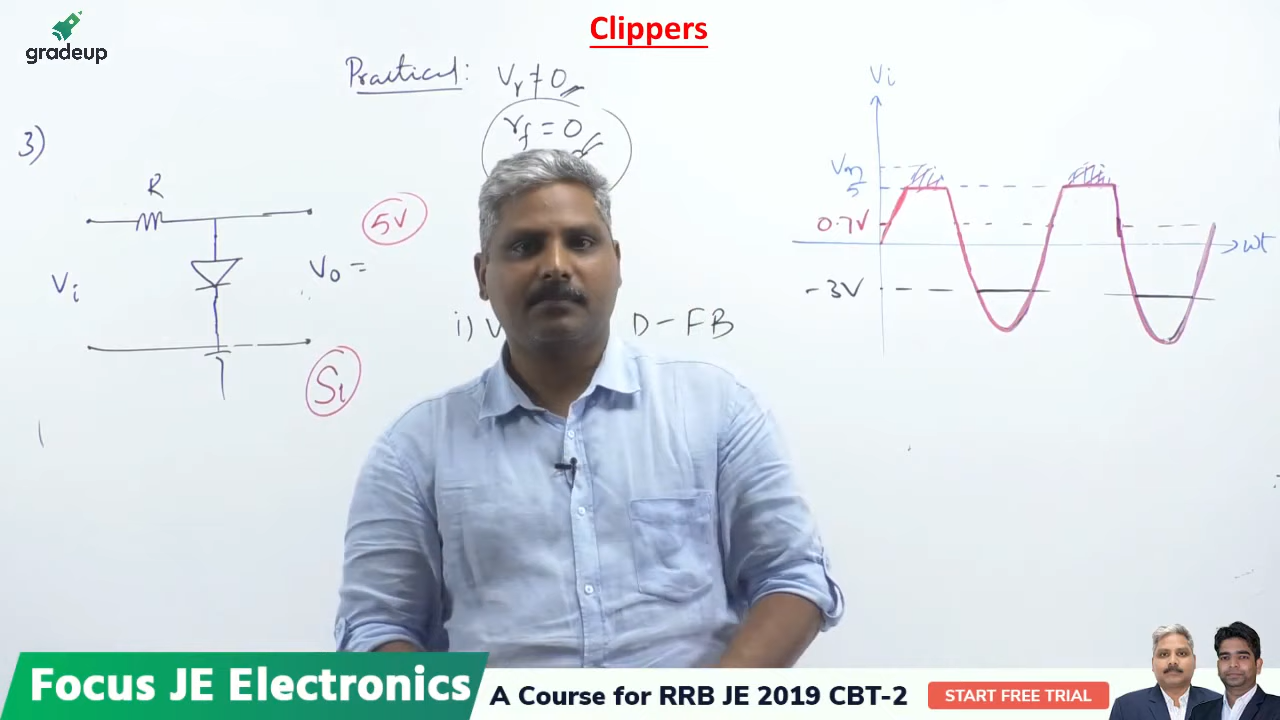 gradeup
Clippers
Practical: Vγ ≠ 0
rf = 0
3)
R
5V
Vi
Vo =
i) V D - FB
Si
Vi
Vm
5
0.7V
-3V
ωt
Focus JE Electronics
A Course for RRB JE 2019 CBT-2
START FREE TRIAL